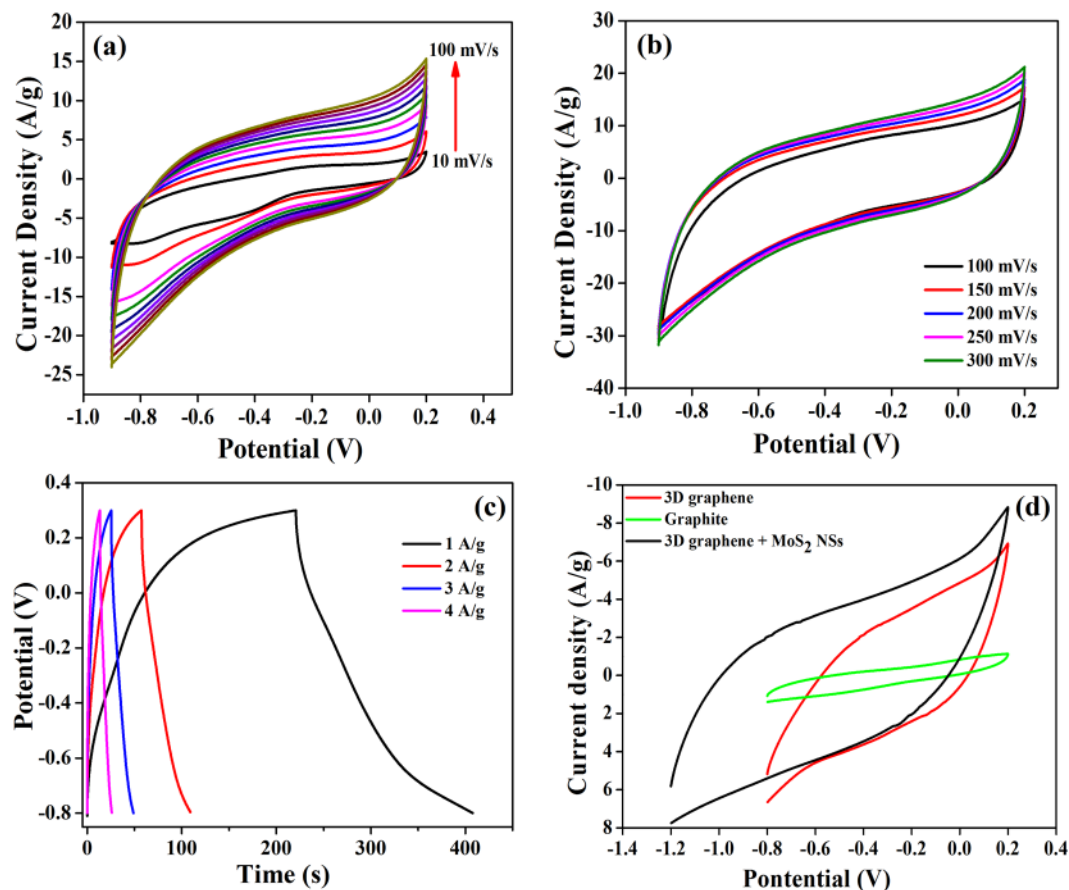 (a)
100 mV/s
10 mV/s
20
15
10
5
0
-5
-10
-15
-20
-25
Current Density (A/g)
-1.0 -0.8 -0.6 -0.4 -0.2 0.0 0.2 0.4
Potential (V)
(b)
40
30
20
10
0
-10
-20
-30
-40
Current Density (A/g)
100 mV/s
150 mV/s
200 mV/s
250 mV/s
300 mV/s
-1.0 -0.8 -0.6 -0.4 -0.2 0.0 0.2
Potential (V)
(c)
0.4
0.2
0.0
-0.2
-0.4
-0.6
-0.8
Potential (V)
1 A/g
2 A/g
3 A/g
4 A/g
0 100 200 300 400
Time (s)
(d)
3D graphene
Graphite
3D graphene + MoS2 NSs
-10
-8
-6
-4
-2
0
2
4
6
8
Current density (A/g)
-1.4 -1.2 -1.0 -0.8 -0.6 -0.4 -0.2 0.0 0.2
Pontential (V)